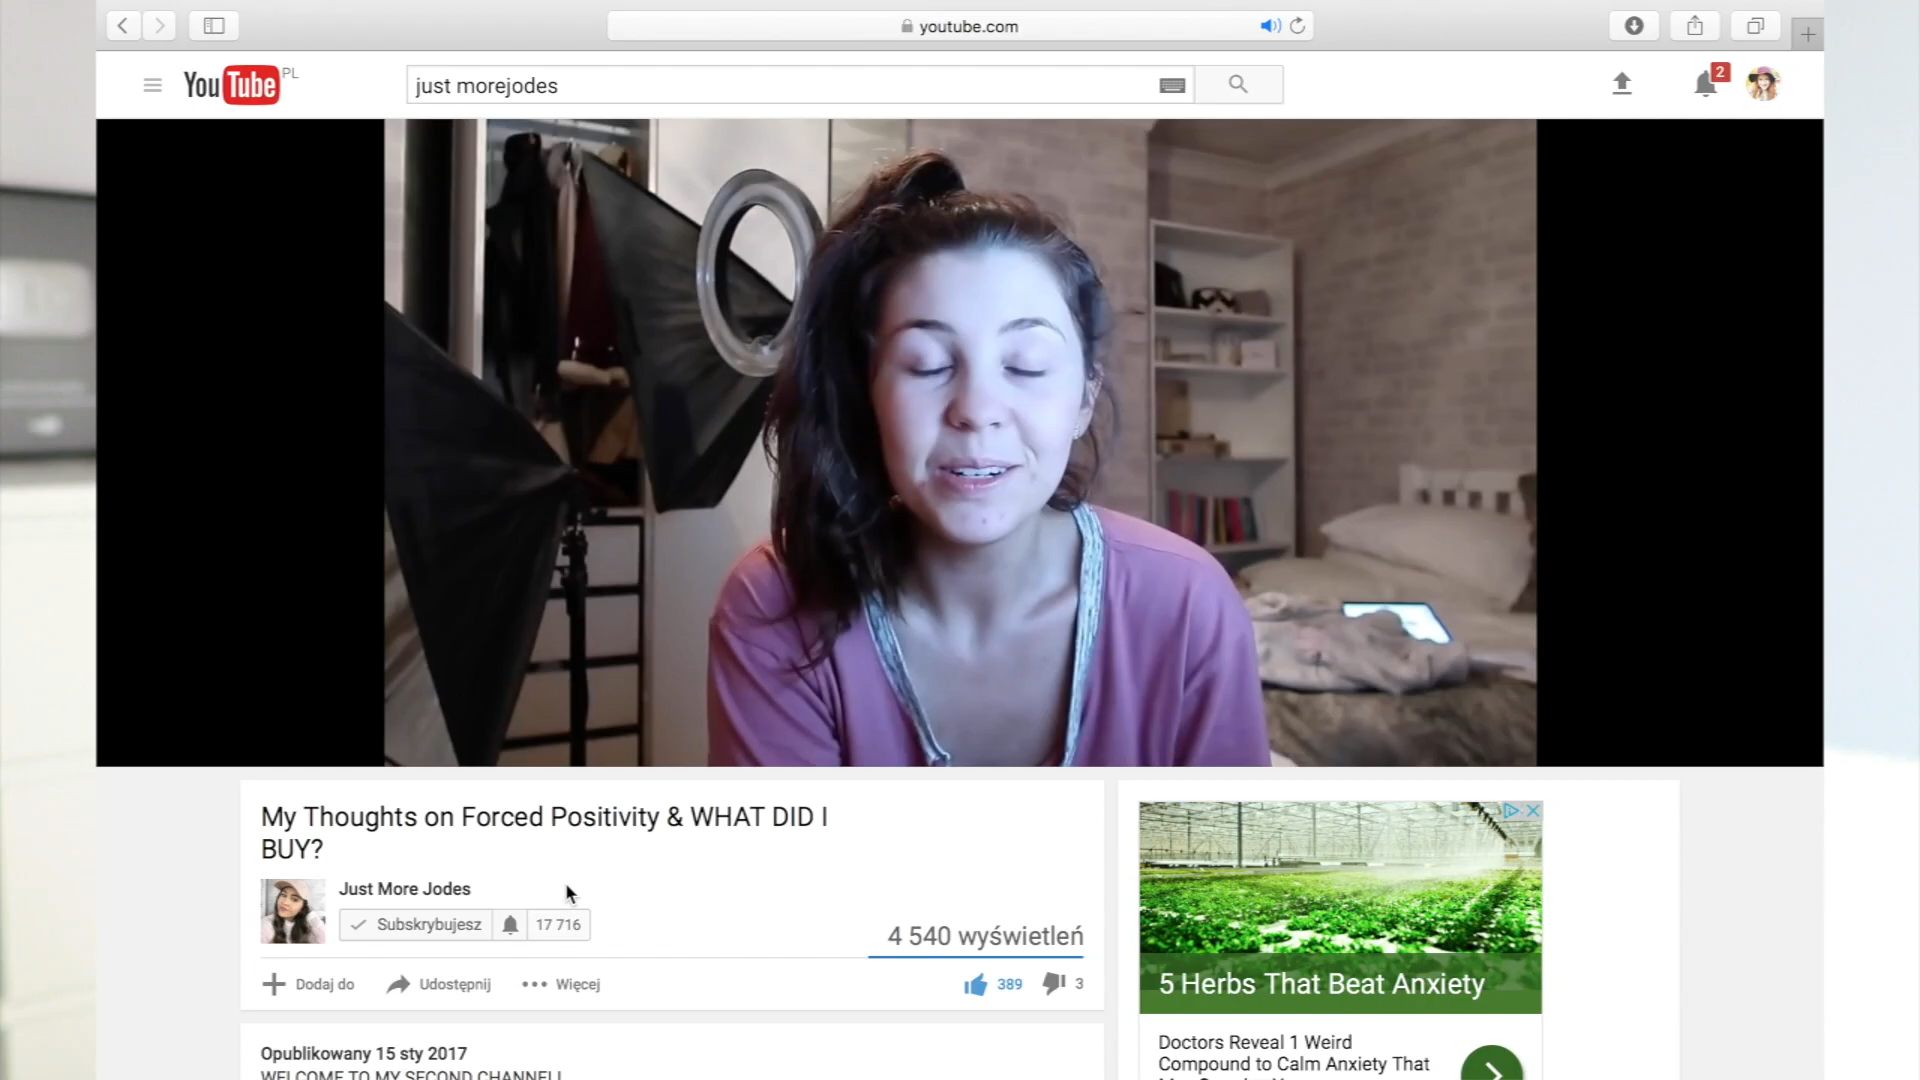 youtube.com
YouTube PL
just morejodes
2
My Thoughts on Forced Positivity & WHAT DID I
BUY?
Just More Jodes
Subskrybujesz 17 716
4 540 wyświetleń
Dodaj do Udostępnij Więcej 389 3
Opublikowany 15 sty 2017
WELCOME TO MY SECOND CHANNEL!
5 Herbs That Beat Anxiety
Doctors Reveal 1 Weird
Compound to Calm Anxiety That